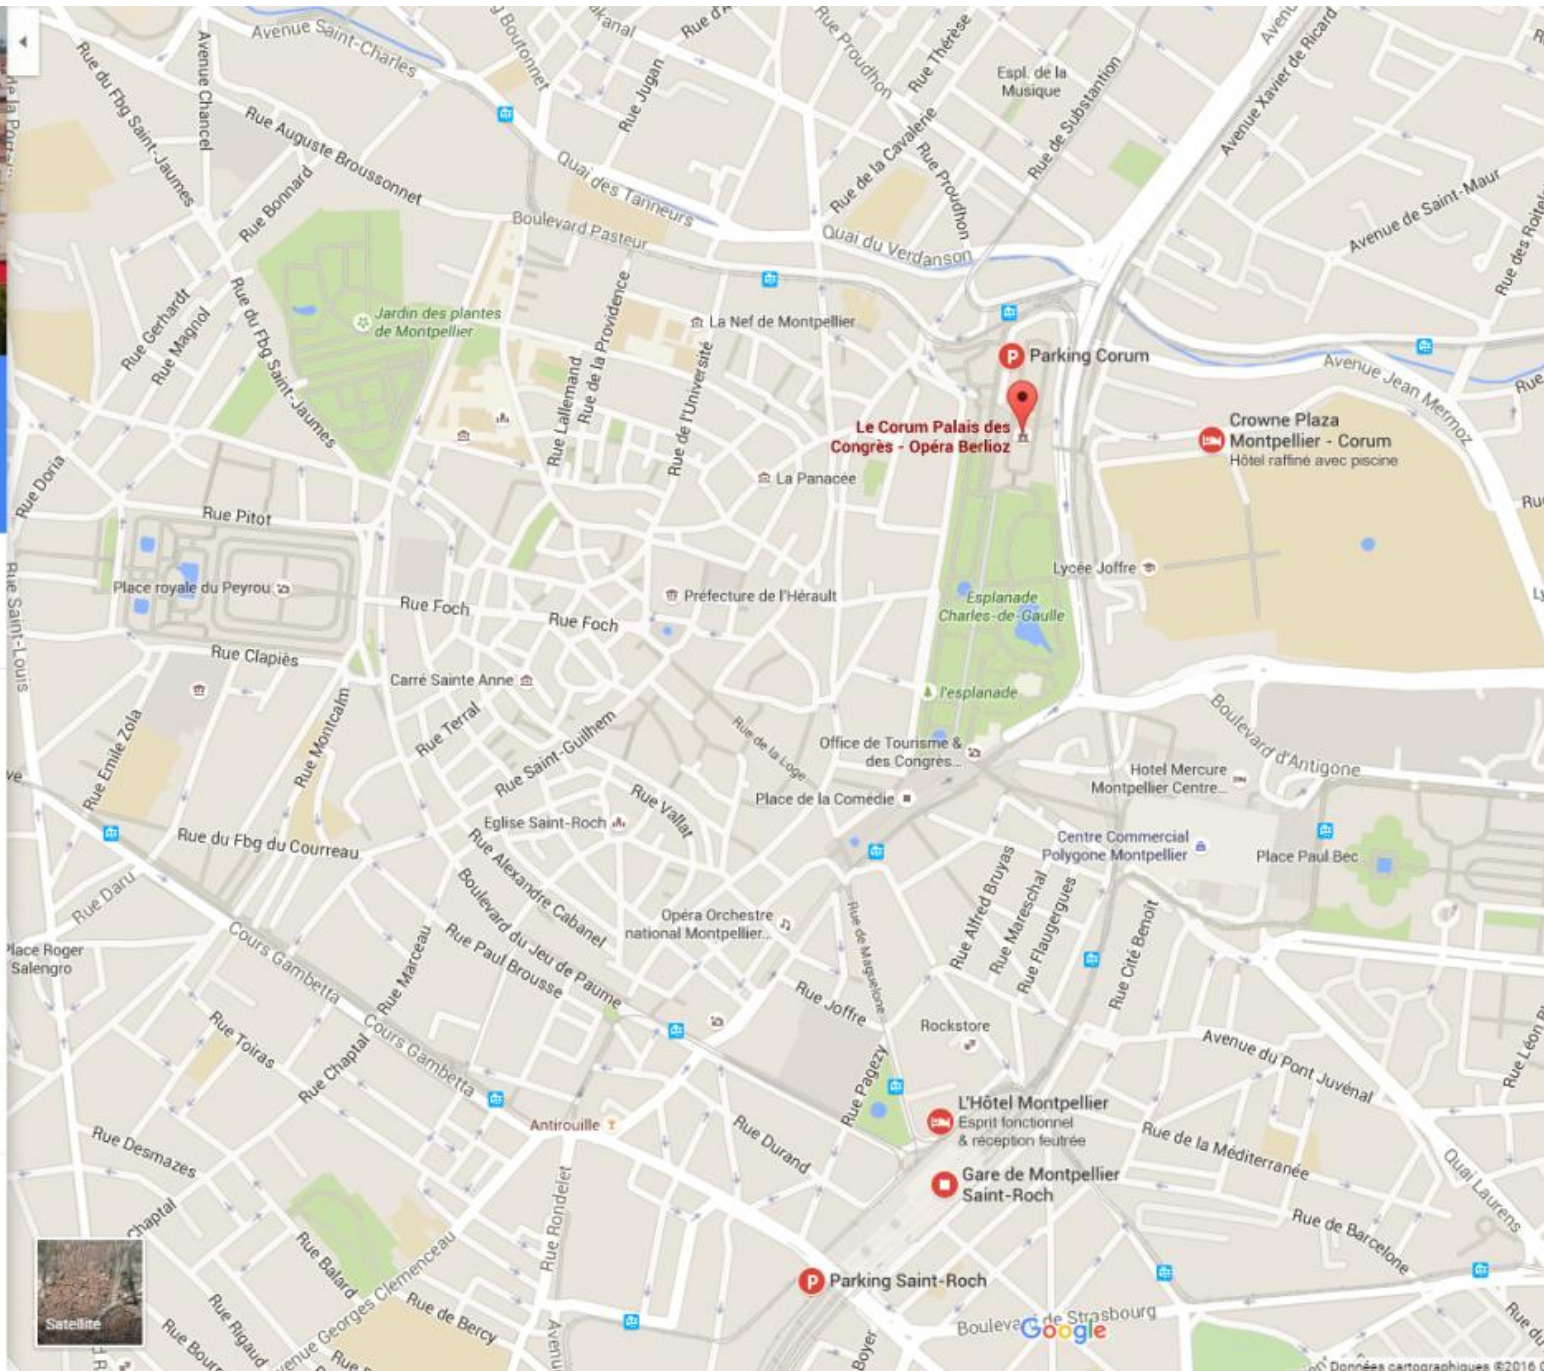 Avenue Saint-Charles
Rue Proudhon
Rue Thérèse
Espl. de la
Musique
Rue de Substantion
Avenue Xavier de Ricard
Rue du Fbg Saint-Jaumes
Avenue Chancel
Rue Jugan
Rue Auguste Broussonnet
Rue Bonnard
Quai des Tanneurs
Rue de la Cavalerie
Rue Proudhon
Avenue de Saint-Maur
Boulevard Pasteur
Quai du Verdanson
Rue Gerhardt
Rue Magnol
Rue du Fbg Saint-Jaumes
Jardin des plantes
de Montpellier
Rue de la Providence
La Nef de Montpellier
Parking Corum
Avenue Jean Mermoz
Rue Lallemand
Rue de l'Université
Le Corum Palais des
Congrès - Opéra Berlioz
Crowne Plaza
Montpellier - Corum
Hôtel raffiné avec piscine
Rue Doria
La Panacée
Rue Pitot
Rue Saint-Louis
Place royale du Peyrou
Rue Foch
Rue Foch
Préfecture de l'Hérault
Lycée Joffre
Esplanade
Charles-de-Gaulle
Rue Clapiès
Carré Sainte Anne
l'esplanade
Rue Emile Zola
Rue Montcalm
Rue Terral
Rue Saint-Guilhem
Rue de la Loge
Office de Tourisme &
des Congrès...
Boulevard d'Antigone
Hotel Mercure
Montpellier Centre...
Place de la Comédie
Rue Vallat
Eglise Saint-Roch
Centre Commercial
Polygone Montpellier
Place Paul Bec
Rue du Fbg du Courreau
Rue Daru
Rue Alexandre Cabanel
Boulevard du Jeu de Paume
Rue Paul Brousse
Opéra Orchestre
national Montpellier...
Rue de Maguelone
Rue Alfred Bruyas
Rue Mareschal
Rue Flaugergues
Rue Cité Benoît
Place Roger
Salengro
Cours Gambetta
Rue Marceau
Rue Joffre
Rockstore
Rue Toiras
Rue Chaptal
Cours Gambetta
Rue Pagezy
Avenue du Pont Juvénal
Antirouille
Rue Durand
L'Hôtel Montpellier
Esprit fonctionnel
& réception feutrée
Rue de la Méditerranée
Rue Desmazes
Gare de Montpellier
Saint-Roch
Quai Laurens
Chaptal
Rue Rondelet
Rue de Barcelone
Rue Balard
Parking Saint-Roch
Rue de Bercy
Boulevard de Strasbourg
Google
Satellite
Rue Rigaud
Boyer
Données cartographiques ©2016